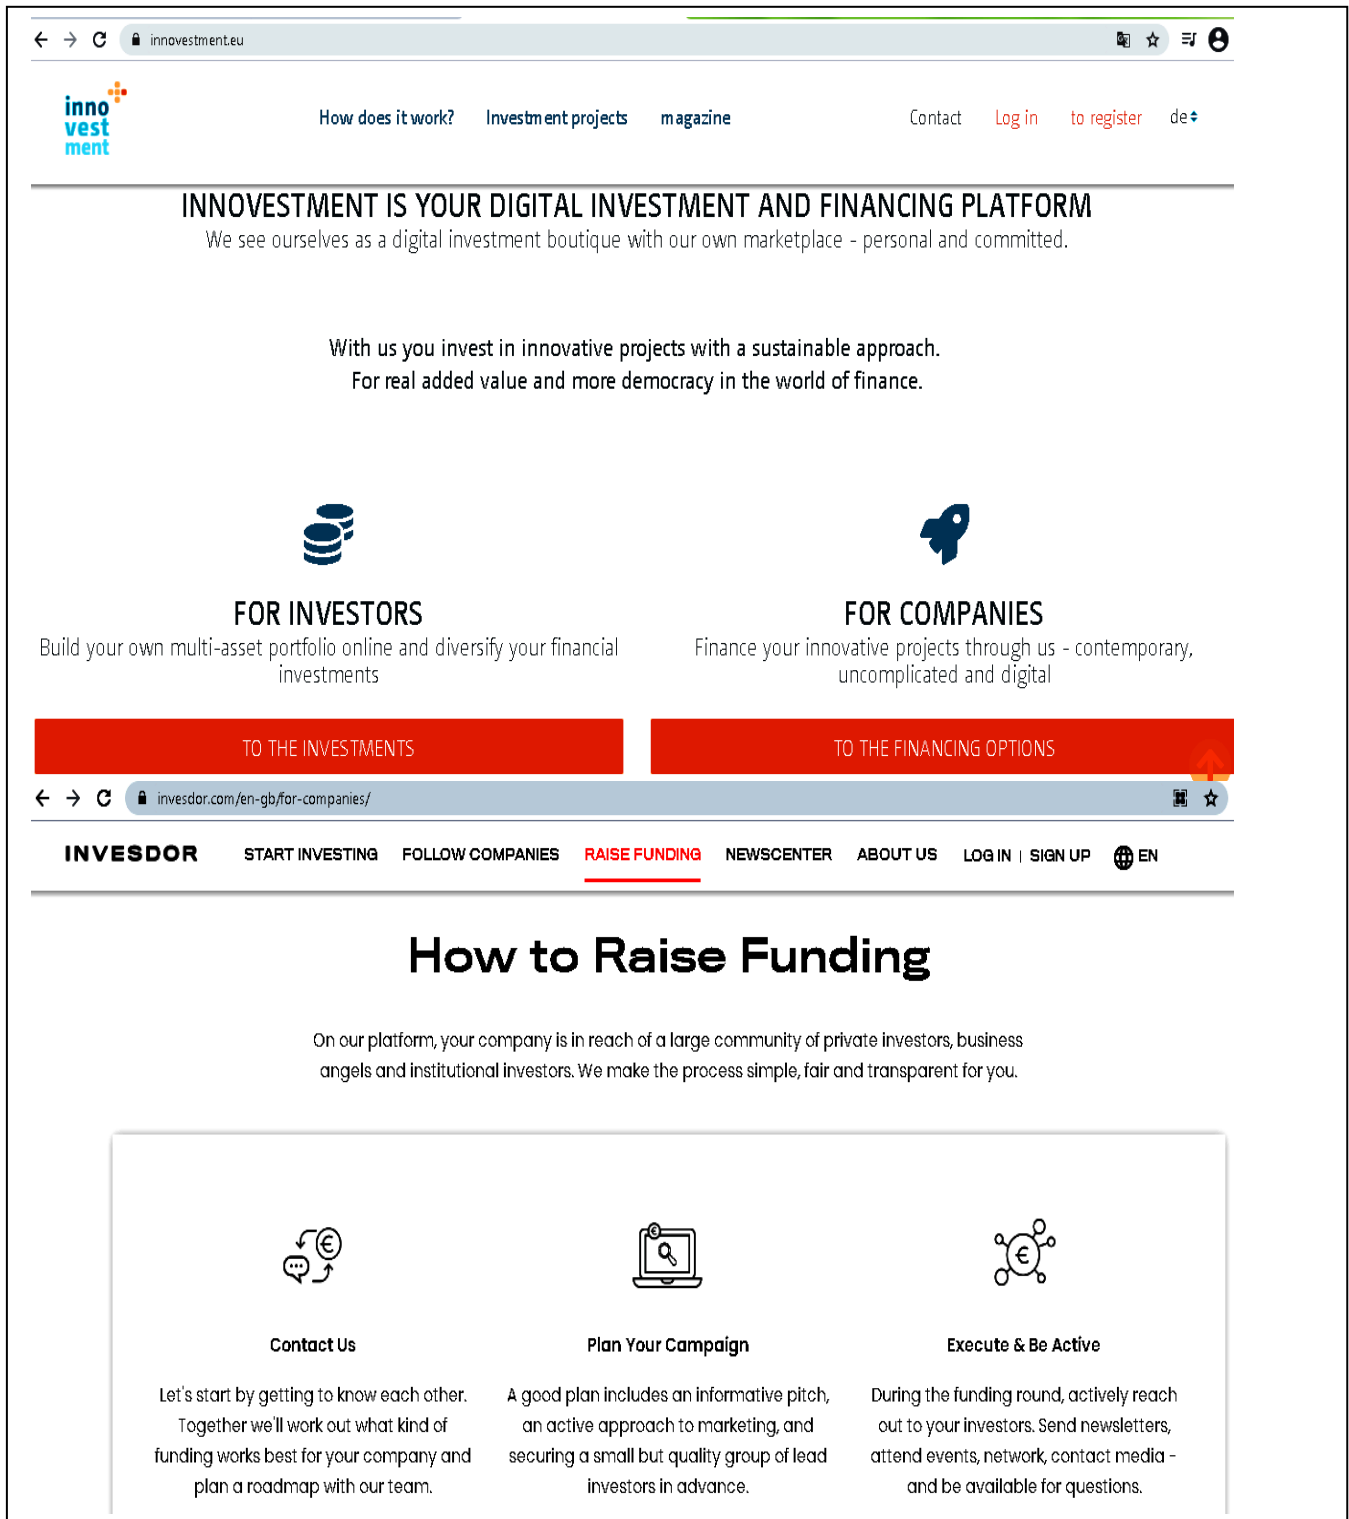 innovestment.eu
inno
vest
ment
How does it work? Investment projects magazine Contact Log in to register de
INNOVESTMENT IS YOUR DIGITAL INVESTMENT AND FINANCING PLATFORM
We see ourselves as a digital investment boutique with our own marketplace - personal and committed.
With us you invest in innovative projects with a sustainable approach.
For real added value and more democracy in the world of finance.
FOR INVESTORS
Build your own multi-asset portfolio online and diversify your financial
investments
TO THE INVESTMENTS
FOR COMPANIES
Finance your innovative projects through us - contemporary,
uncomplicated and digital
TO THE FINANCING OPTIONS
invesdor.com/en-gb/for-companies/
INVESDOR START INVESTING FOLLOW COMPANIES RAISE FUNDING NEWSCENTER ABOUT US LOG IN | SIGN UP EN
How to Raise Funding
On our platform, your company is in reach of a large community of private investors, business
angels and institutional investors. We make the process simple, fair and transparent for you.
Contact Us
Let's start by getting to know each other.
Together we'll work out what kind of
funding works best for your company and
plan a roadmap with our team.
Plan Your Campaign
A good plan includes an informative pitch,
an active approach to marketing, and
securing a small but quality group of lead
investors in advance.
Execute & Be Active
During the funding round, actively reach
out to your investors. Send newsletters,
attend events, network, contact media -
and be available for questions.